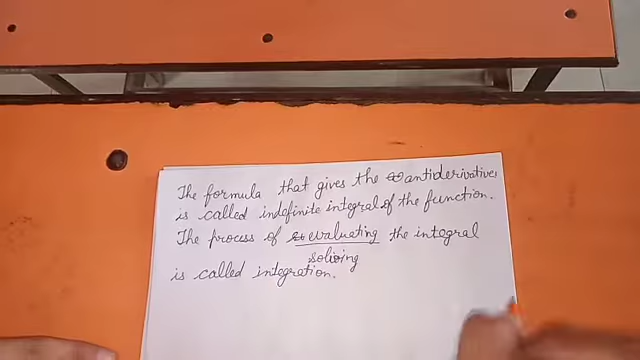 The formula that gives the antiderivatives
is called indefinite integral of the function.
The process of evaluating the integral
solving
is called integration.